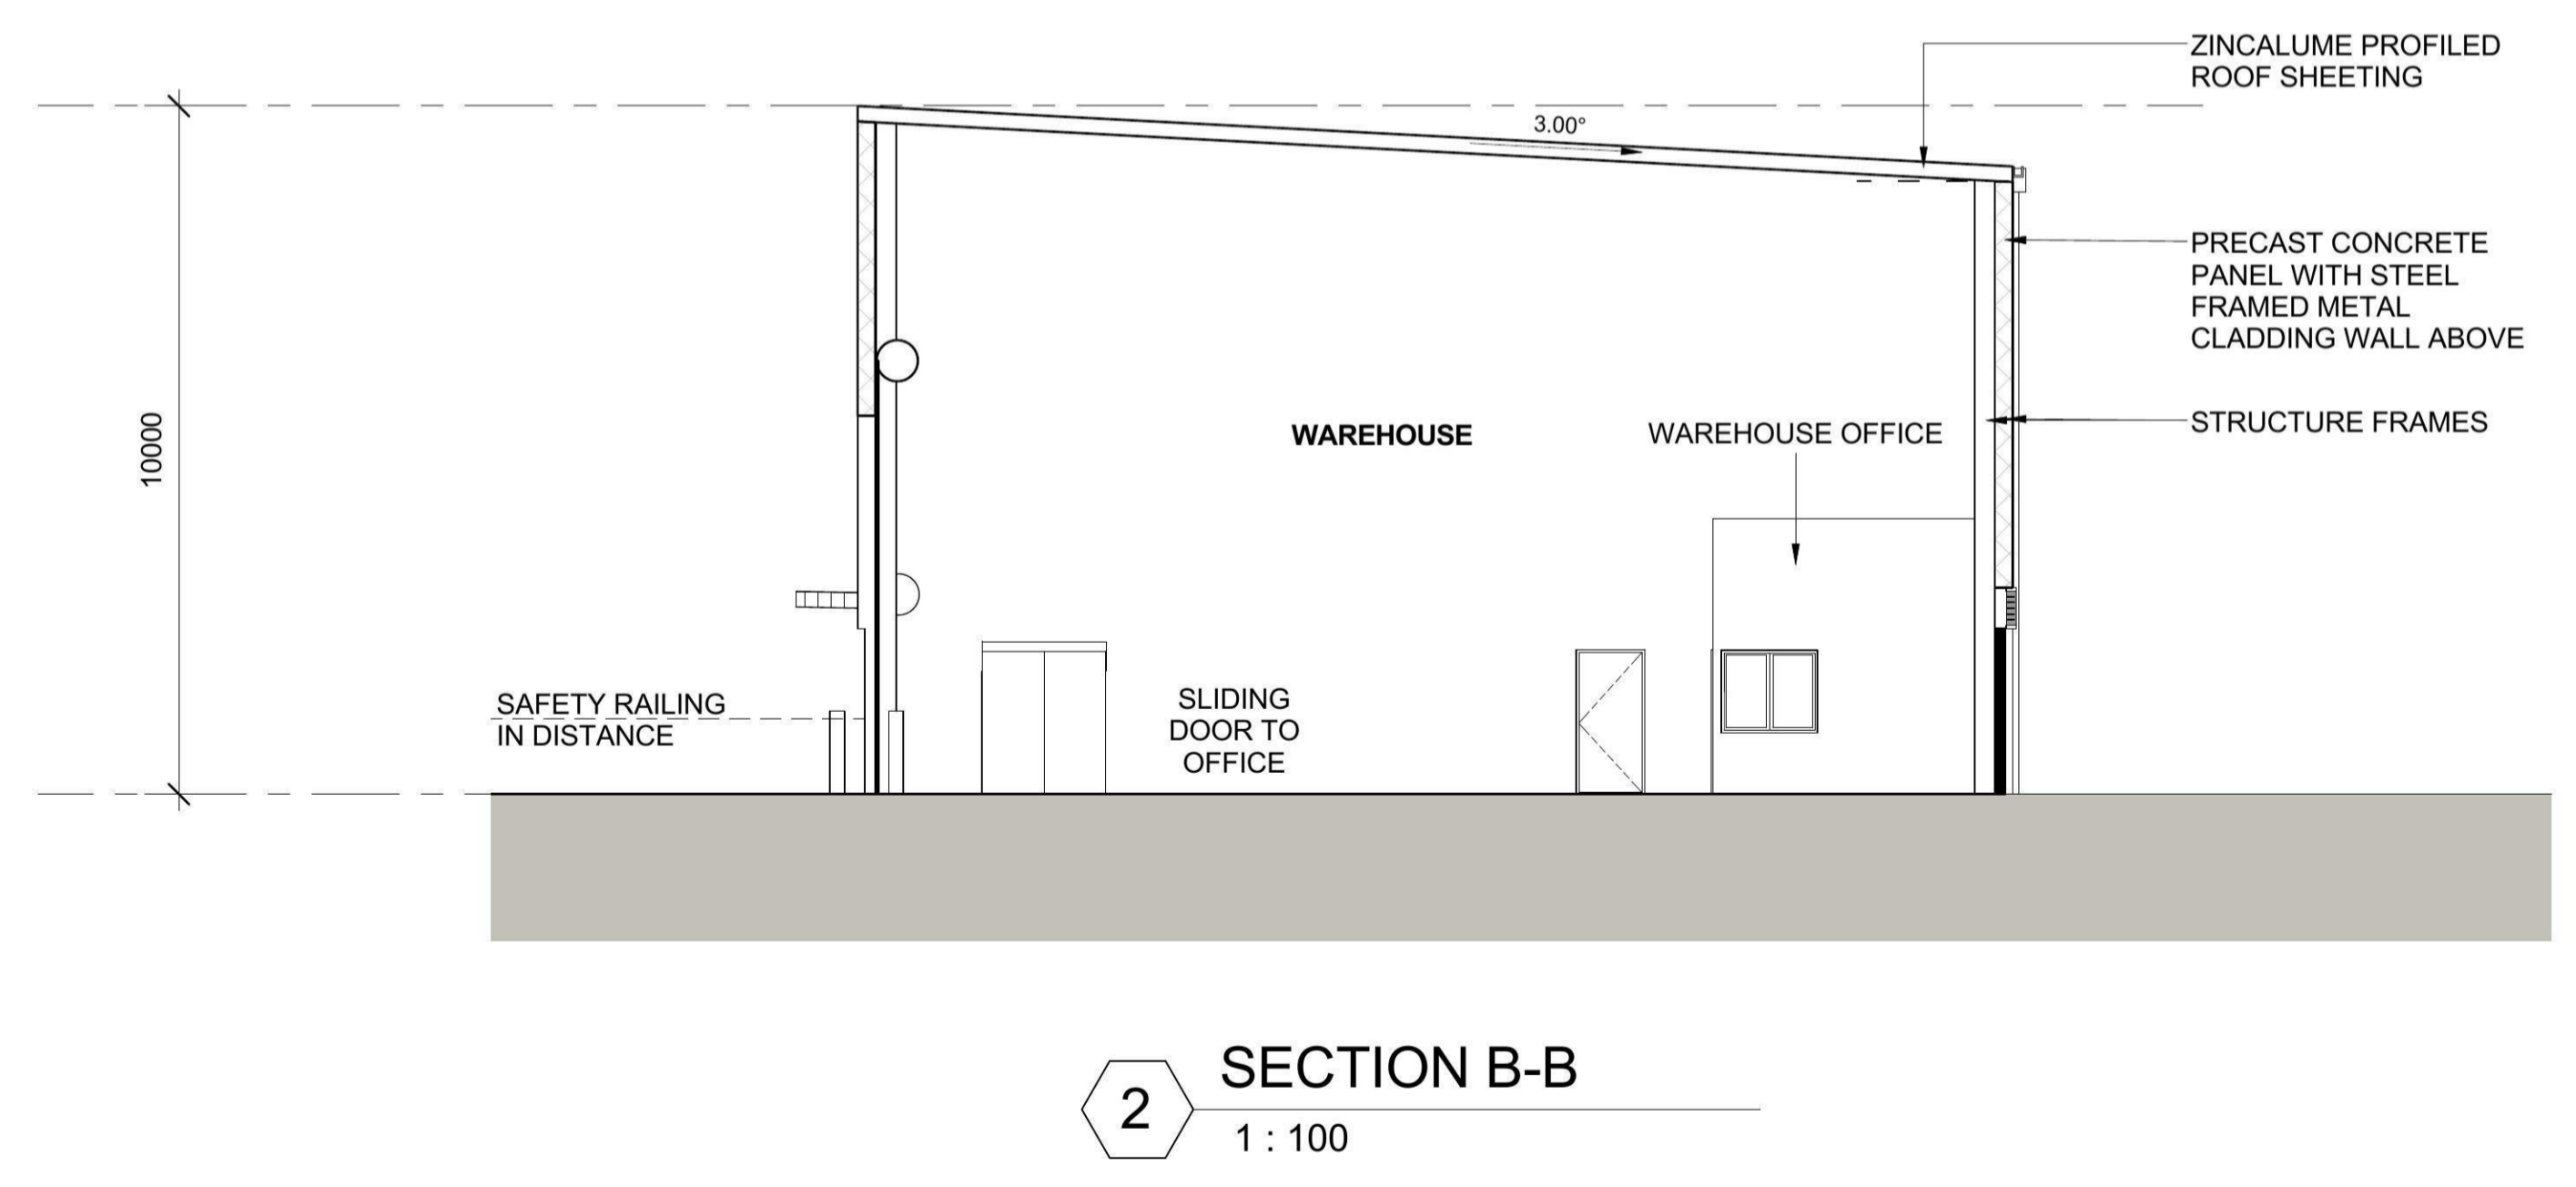 ZINCALUME PROFILED
ROOF SHEETING
3.00°
PRECAST CONCRETE
PANEL WITH STEEL
FRAMED METAL
CLADDING WALL ABOVE
10000
WAREHOUSE
WAREHOUSE OFFICE
STRUCTURE FRAMES
SAFETY RAILING
IN DISTANCE
SLIDING
DOOR TO
OFFICE
2
SECTION B-B
1 : 100